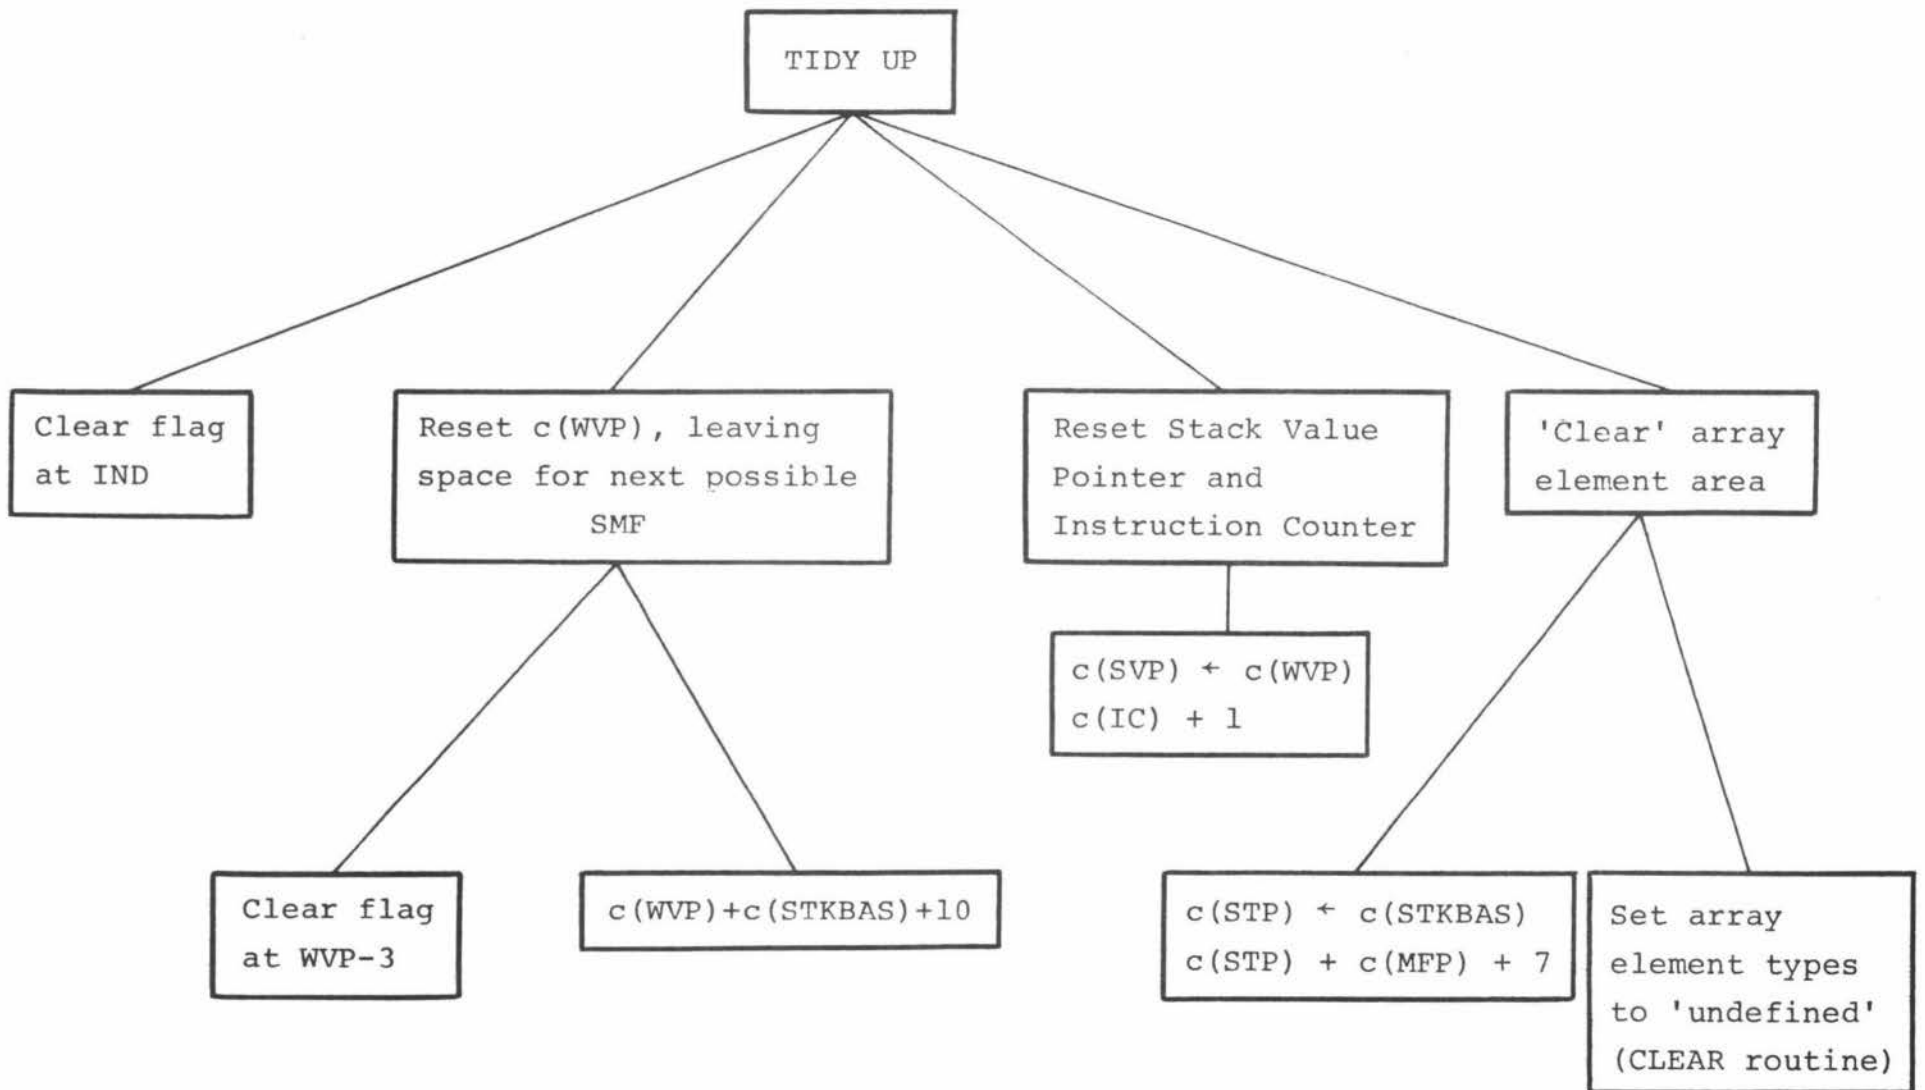 TIDY UP
Clear flag
at IND
Reset c(WVP), leaving
space for next possible
SMF
Reset Stack Value
Pointer and
Instruction Counter
'Clear' array
element area
c(SVP) ← c(WVP)
c(IC) + 1
Clear flag
at WVP-3
c(WVP)+c(STKBAS)+10
c(STP) ← c(STKBAS)
c(STP) + c(MFP) + 7
Set array
element types
to 'undefined'
(CLEAR routine)